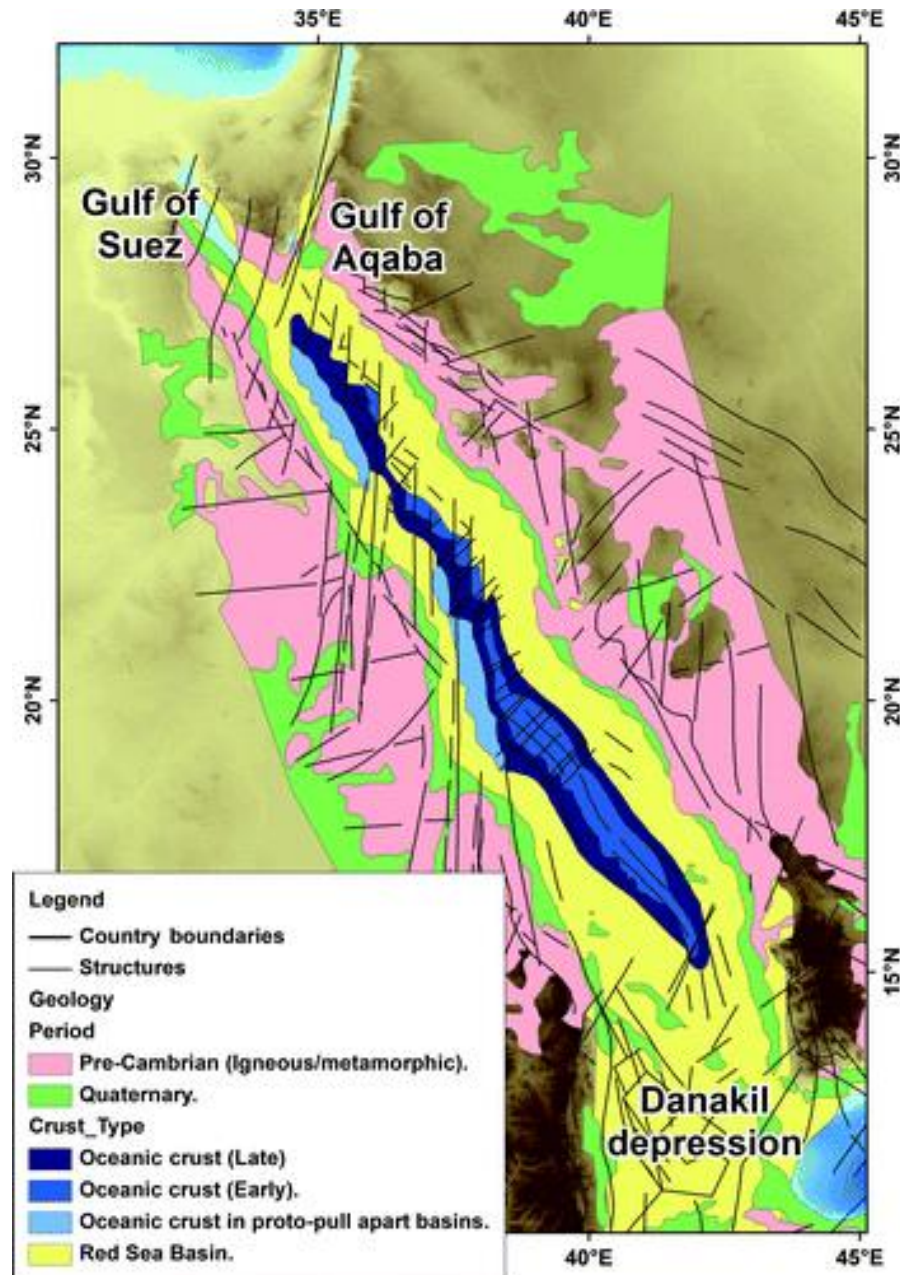 35°E
40°E
45°E
30°N
30°N
Gulf of
Suez
Gulf of
Aqaba
25°N
25°N
20°N
20°N
15°N
Legend
Country boundaries
Structures
Geology
Period
Pre-Cambrian (Igneous/metamorphic).
Quaternary.
Crust_Type
Oceanic crust (Late)
Oceanic crust (Early).
Oceanic crust in proto-pull apart basins.
Red Sea Basin.
Danakil
depression
40°E
45°E